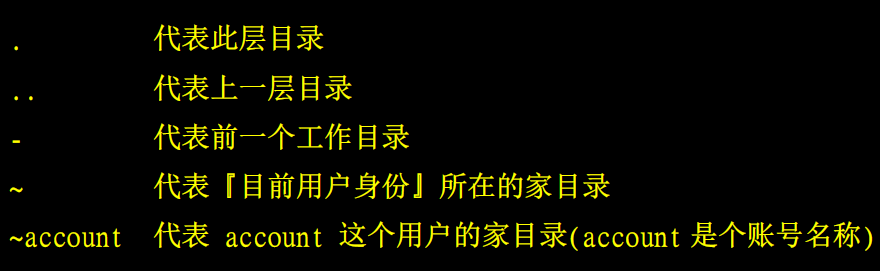 . 代表此层目录
.. 代表上一层目录
- 代表前一个工作目录
~ 代表『目前用户身份』所在的家目录
~account 代表 account 这个用户的家目录(account 是个账号名称)